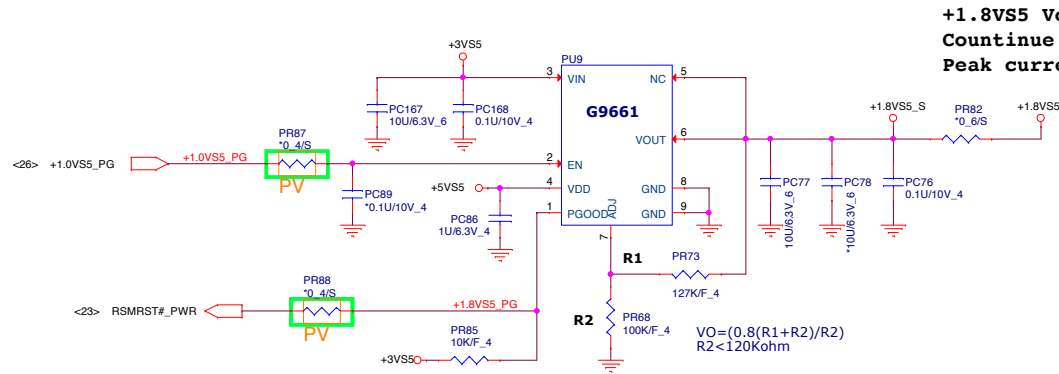 +1.8VS5 Vo
Countinue
Peak curre
+3VS5
PU9
3
VIN
NC
5
G9661
PC167
10U/6.3V_6
PC168
0.1U/10V_4
+1.8VS5_S
PR82
*0_6/S
+1.8VS5
VOUT
6
PR87
*0_4/S
<26> +1.0VS5_PG
+1.0VS5_PG
PV
2
EN
PC89
*0.1U/10V_4
+5VS5
4
VDD
GND
8
1
PGOOD
ADJ
GND
9
PC86
1U/6.3V_4
7
PC77
10U/6.3V_6
PC78
*10U/6.3V_6
PC76
0.1U/10V_4
R1
PR73
127K/F_4
PR88
*0_4/S
<23> RSMRST#_PWR
+1.8VS5_PG
PV
R2
PR68
100K/F_4
VO=(0.8(R1+R2)/R2)
R2<120Kohm
PR85
10K/F_4
+3VS5